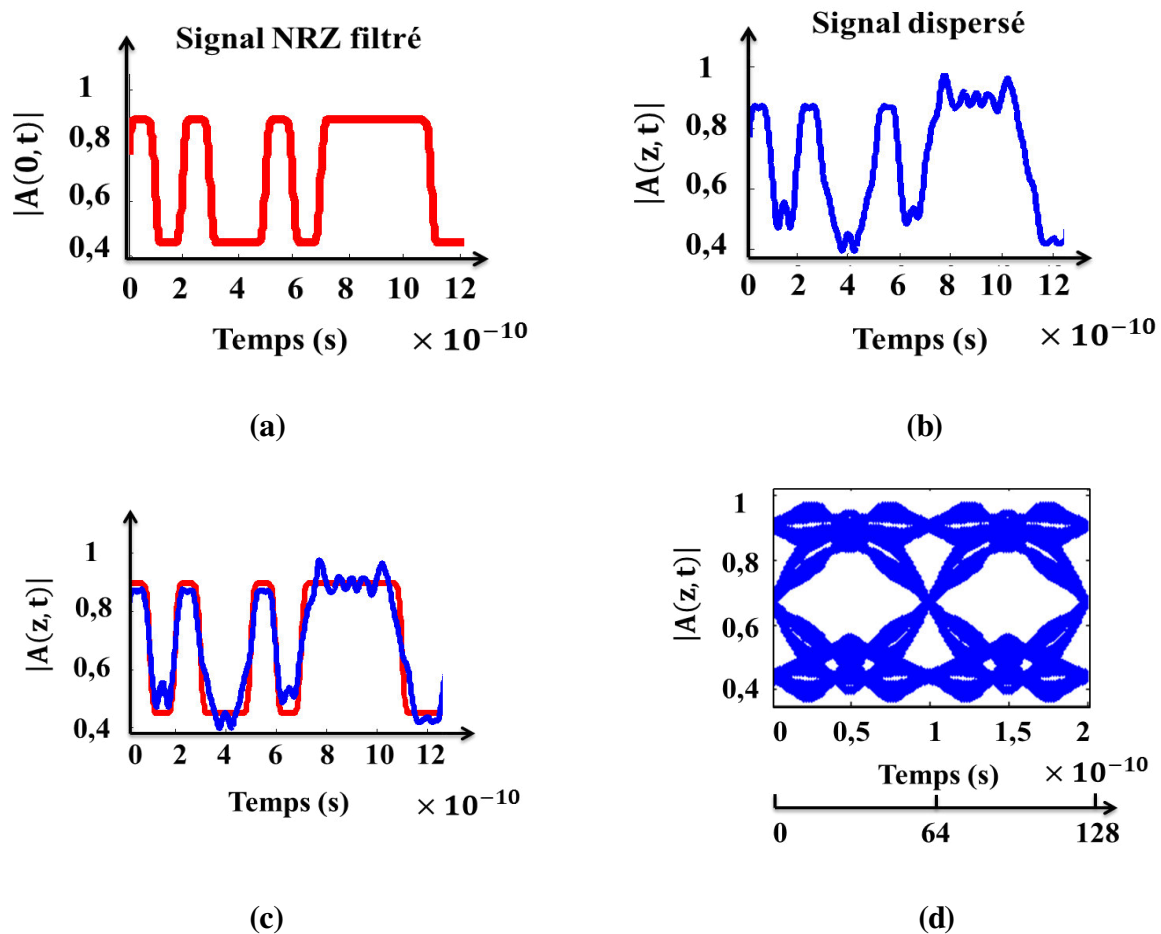 Signal NRZ filtré
|A(0,t)|
1
0,8
0,6
0,4
0 2 4 6 8 10 12
Temps (s) × 10⁻¹⁰
(a)
Signal dispersé
|A(z,t)|
1
0,8
0,6
0,4
0 2 4 6 8 10 12
Temps (s) × 10⁻¹⁰
(b)
|A(z,t)|
1
0,8
0,6
0,4
0 2 4 6 8 10 12
Temps (s) × 10⁻¹⁰
(c)
|A(z,t)|
1
0,8
0,6
0,4
0 0,5 1 1,5 2
Temps (s) × 10⁻¹⁰
0 64 128
(d)